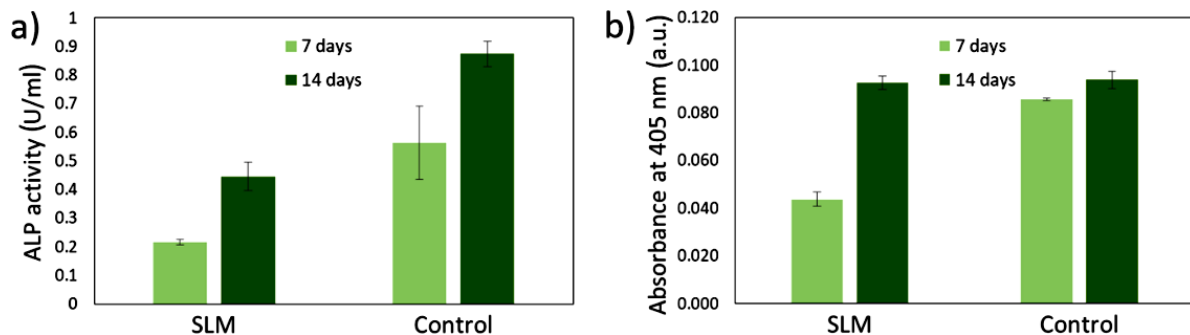 a)
ALP activity (U/ml)
1
0.9
0.8
0.7
0.6
0.5
0.4
0.3
0.2
0.1
0
7 days
14 days
SLM
Control
b)
Absorbance at 405 nm (a.u.)
0.120
0.100
0.080
0.060
0.040
0.020
0.000
7 days
14 days
SLM
Control